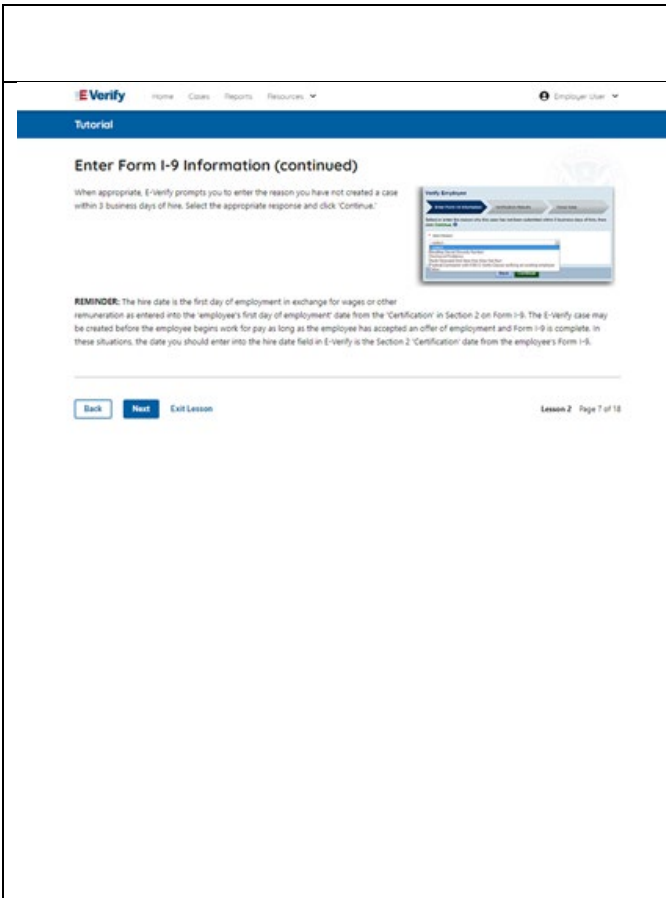 E-Verify Home Cases Reports Resources Employer User
Tutorial
Enter Form I-9 Information (continued)
When appropriate, E-Verify prompts you to enter the reason you have not created a case
within 3 business days of hire. Select the appropriate response and click 'Continue.'
Verify Employee
Enter Form I-9 Information
REMINDER: The hire date is the first day of employment in exchange for wages or other
remuneration as entered into the 'employee's first day of employment' date from the 'Certification' in Section 2 on Form I-9. The E-Verify case may
be created before the employee begins work for pay as long as the employee has accepted an offer of employment and Form I-9 is complete. In
these situations, the date you should enter into the hire date field in E-Verify is the Section 2 'Certification' date from the employee's Form I-9.
Back Next Exit Lesson Lesson 2 Page 7 of 18